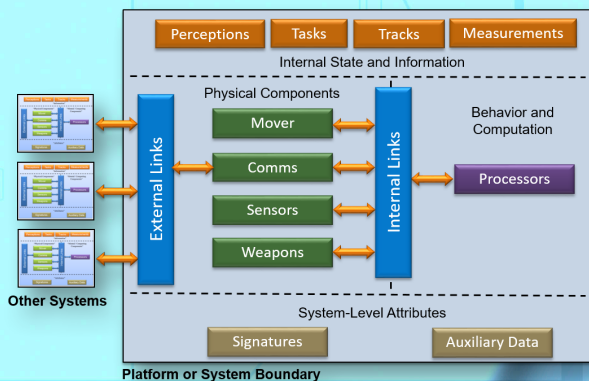 Perceptions
Tasks
Tracks
Measurements
Internal State and Information
Physical Components
Behavior and
Computation
External Links
Mover
Comms
Sensors
Weapons
Internal Links
Processors
Other Systems
System-Level Attributes
Signatures
Auxiliary Data
Platform or System Boundary